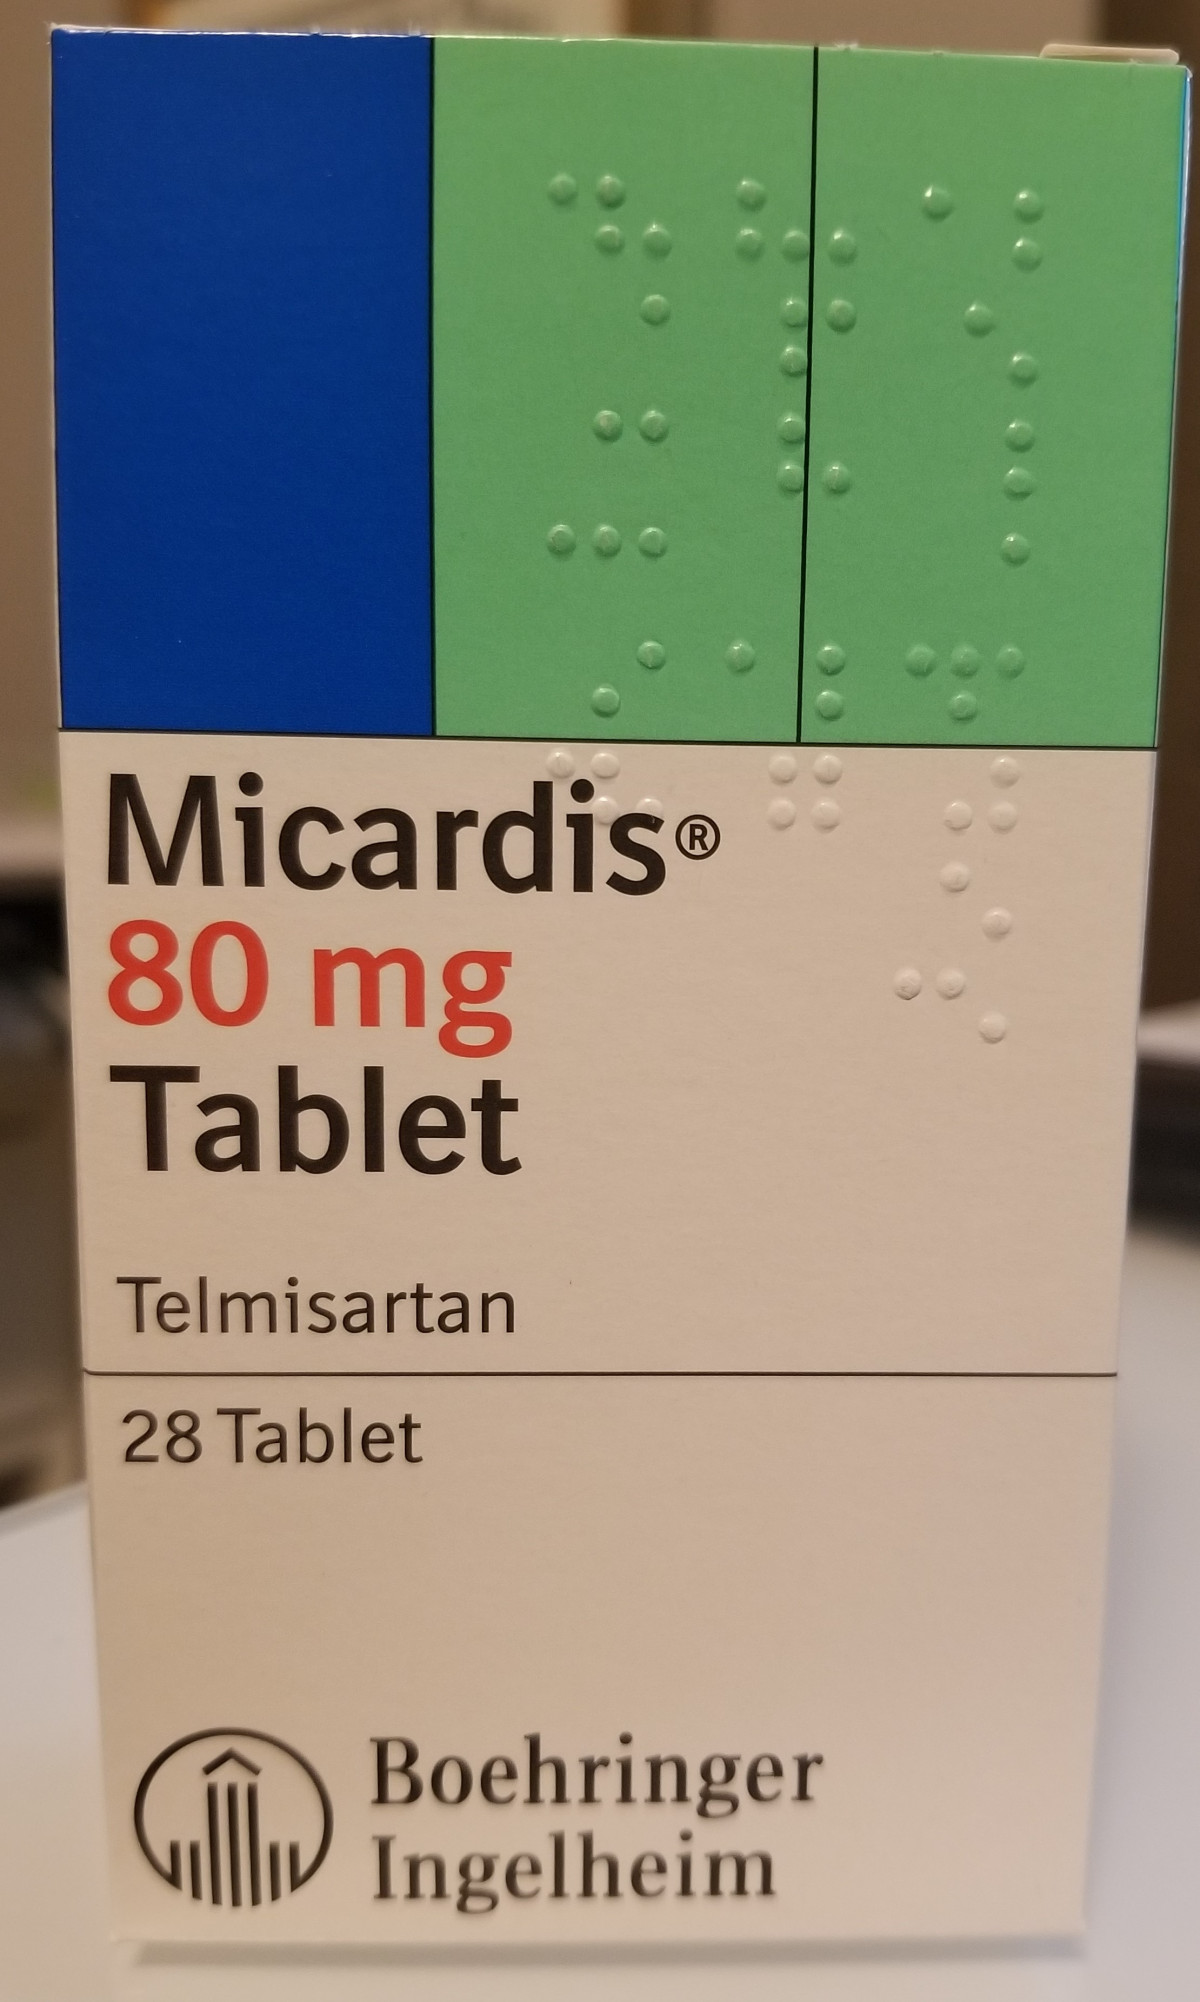 Micardis®
80 mg
Tablet
Telmisartan
28 Tablet
Boehringer
Ingelheim